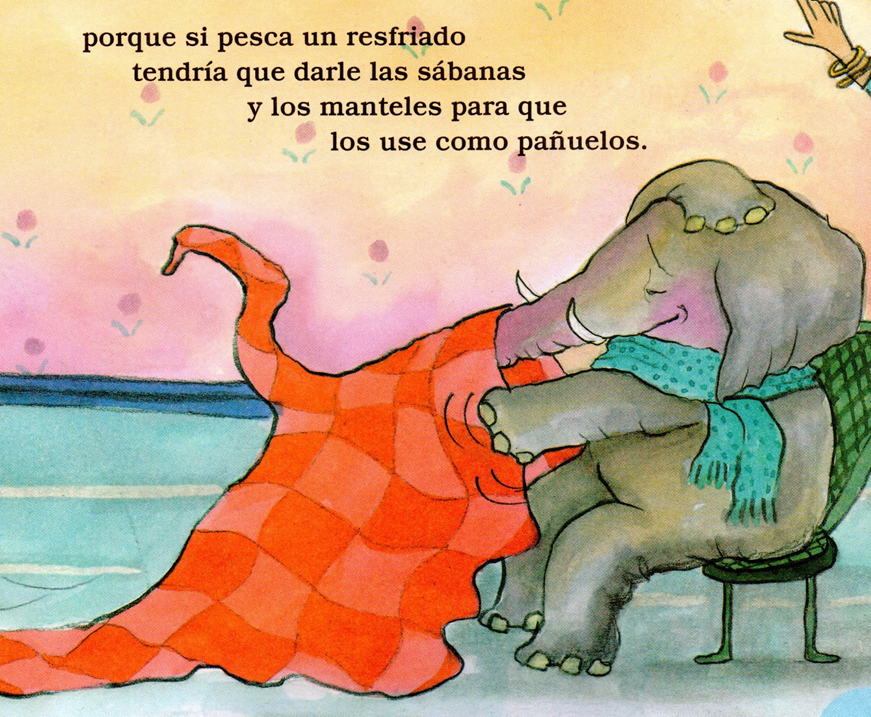 porque si pesca un resfriado
tendría que darle las sábanas
y los manteles para que
los use como pañuelos.